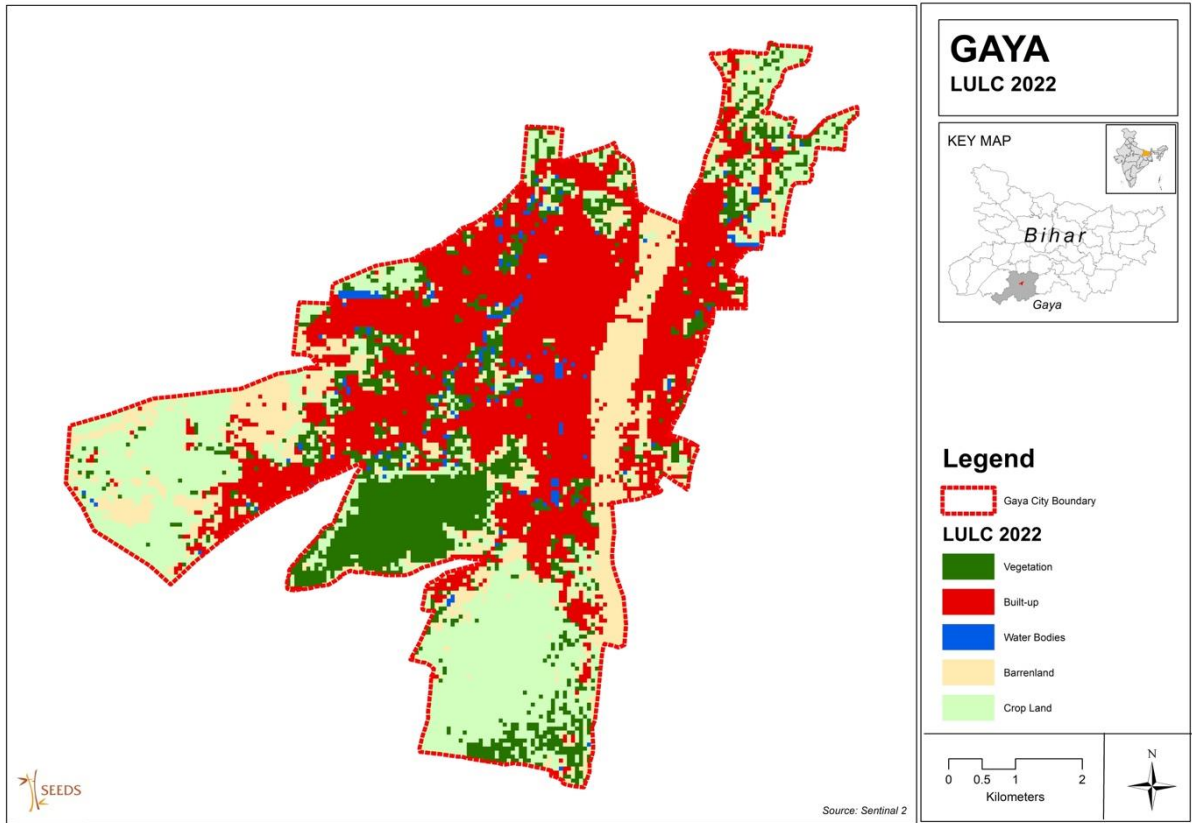 GAYA
LULC 2022
KEY MAP
Bihar
Gaya
Legend
Gaya City Boundary
LULC 2022
Vegetation
Built-up
Water Bodies
Barrenland
Crop Land
0 0.5 1 2
Kilometers
N
SEEDS
Source: Sentinal 2